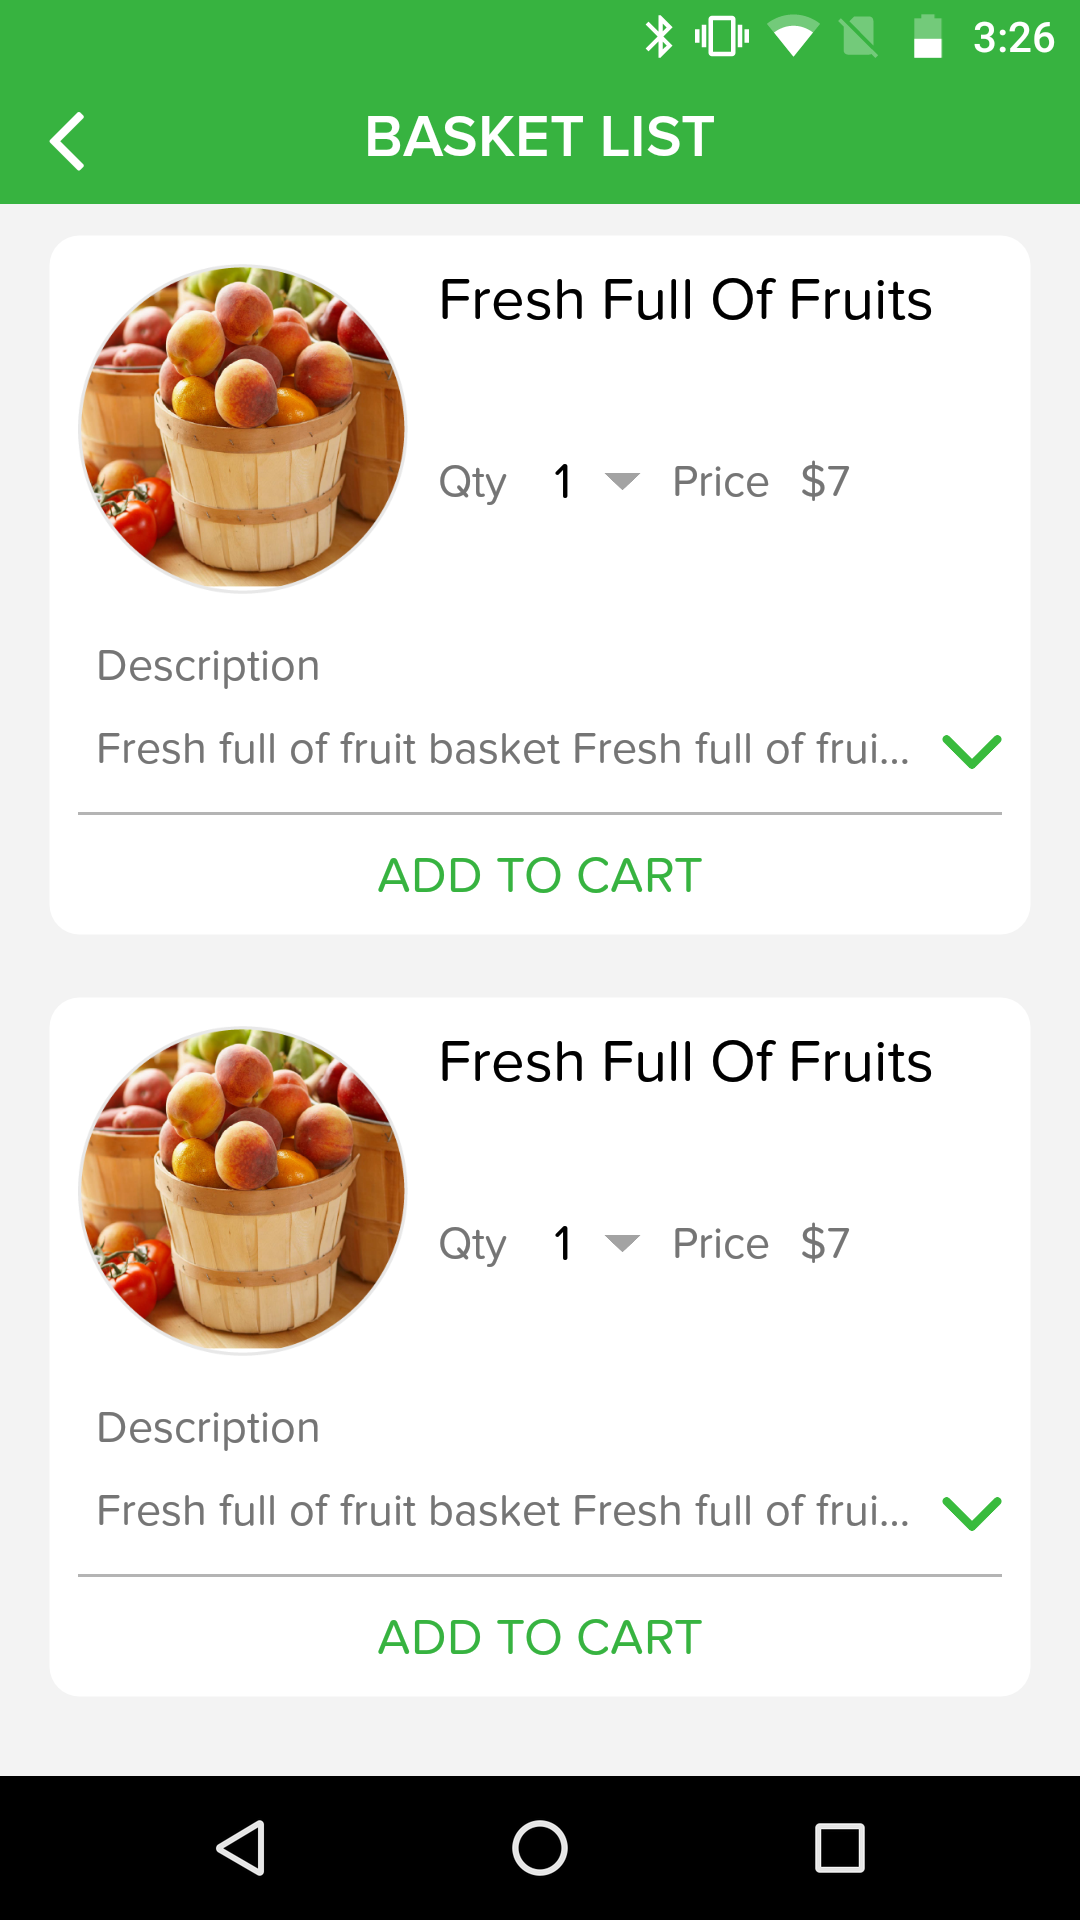 3:26
BASKET LIST
Fresh Full Of Fruits
Qty 1 Price $7
Description
Fresh full of fruit basket Fresh full of frui...
ADD TO CART
Fresh Full Of Fruits
Qty 1 Price $7
Description
Fresh full of fruit basket Fresh full of frui...
ADD TO CART